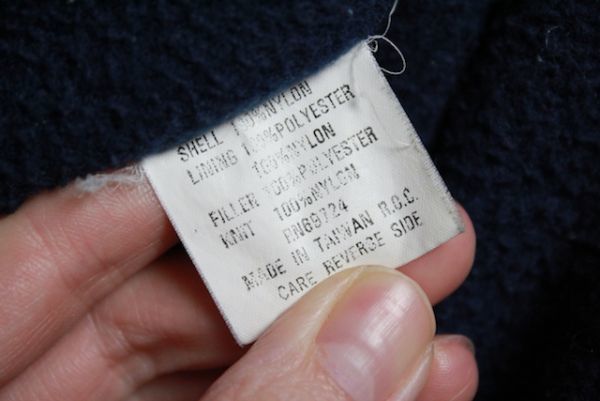 SHELL 100%NYLON
LINING 100%POLYESTER
100%NYLON
FILLER 100%POLYESTER
KNIT 100%NYLON
RN69124
MADE IN TAIWAN R.O.C.
CARE REVERSE SIDE